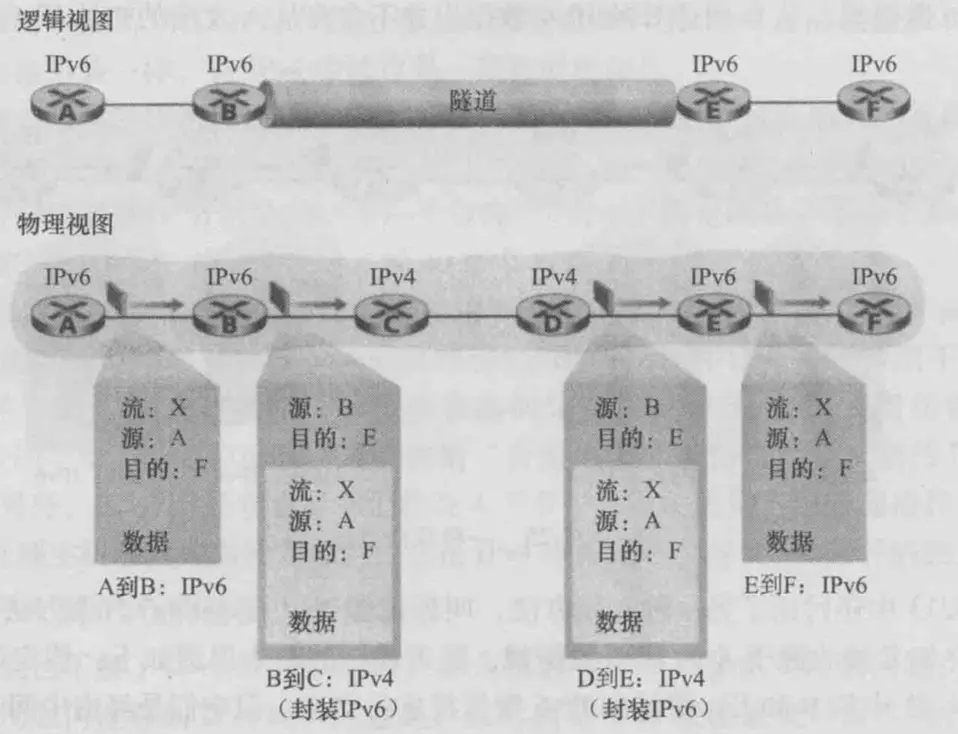 逻辑视图
IPv6 IPv6 IPv6 IPv6
A B 隧道 E F
物理视图
IPv6 IPv6 IPv4 IPv4 IPv6 IPv6
A B C D E F
流：X
源：A
目的：F
数据
A到B：IPv6
源：B
目的：E
流：X
源：A
目的：F
数据
B到C：IPv4
（封装IPv6）
源：B
目的：E
流：X
源：A
目的：F
数据
D到E：IPv4
（封装IPv6）
流：X
源：A
目的：F
数据
E到F：IPv6